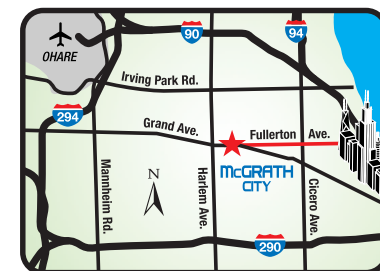 OHARE
90
94
Irving Park Rd.
294
Grand Ave.
Fullerton Ave.
McGRATH
CITY
Mannheim Rd.
N
Harlem Ave.
Cicero Ave.
290